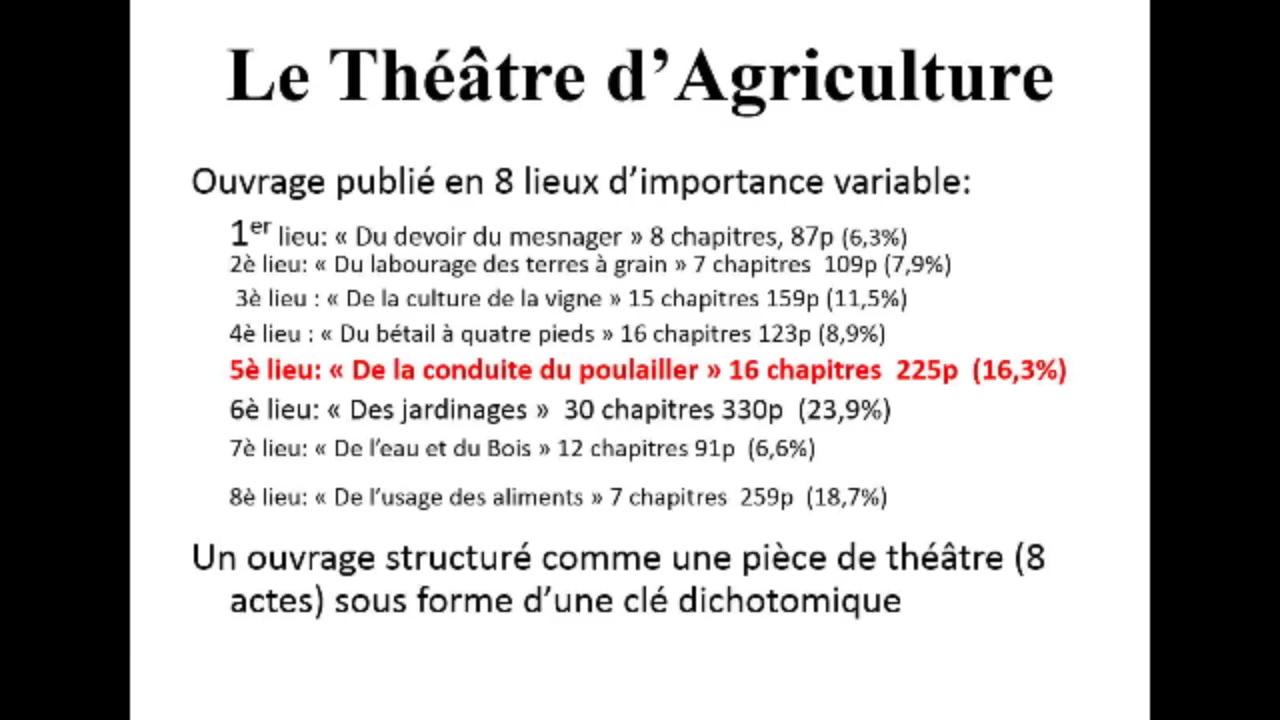 Le Théâtre d’Agriculture
Ouvrage publié en 8 lieux d’importance variable:
1er lieu: « Du devoir du mesnager » 8 chapitres, 87p (6,3%)
2è lieu: « Du labourage des terres à grain » 7 chapitres 109p (7,9%)
3è lieu : « De la culture de la vigne » 15 chapitres 159p (11,5%)
4è lieu : « Du bétail à quatre pieds » 16 chapitres 123p (8,9%)
5è lieu: « De la conduite du poulailler » 16 chapitres 225p (16,3%)
6è lieu: « Des jardinages » 30 chapitres 330p (23,9%)
7è lieu: « De l’eau et du Bois » 12 chapitres 91p (6,6%)
8è lieu: « De l’usage des aliments » 7 chapitres 259p (18,7%)
Un ouvrage structuré comme une pièce de théâtre (8
actes) sous forme d’une clé dichotomique